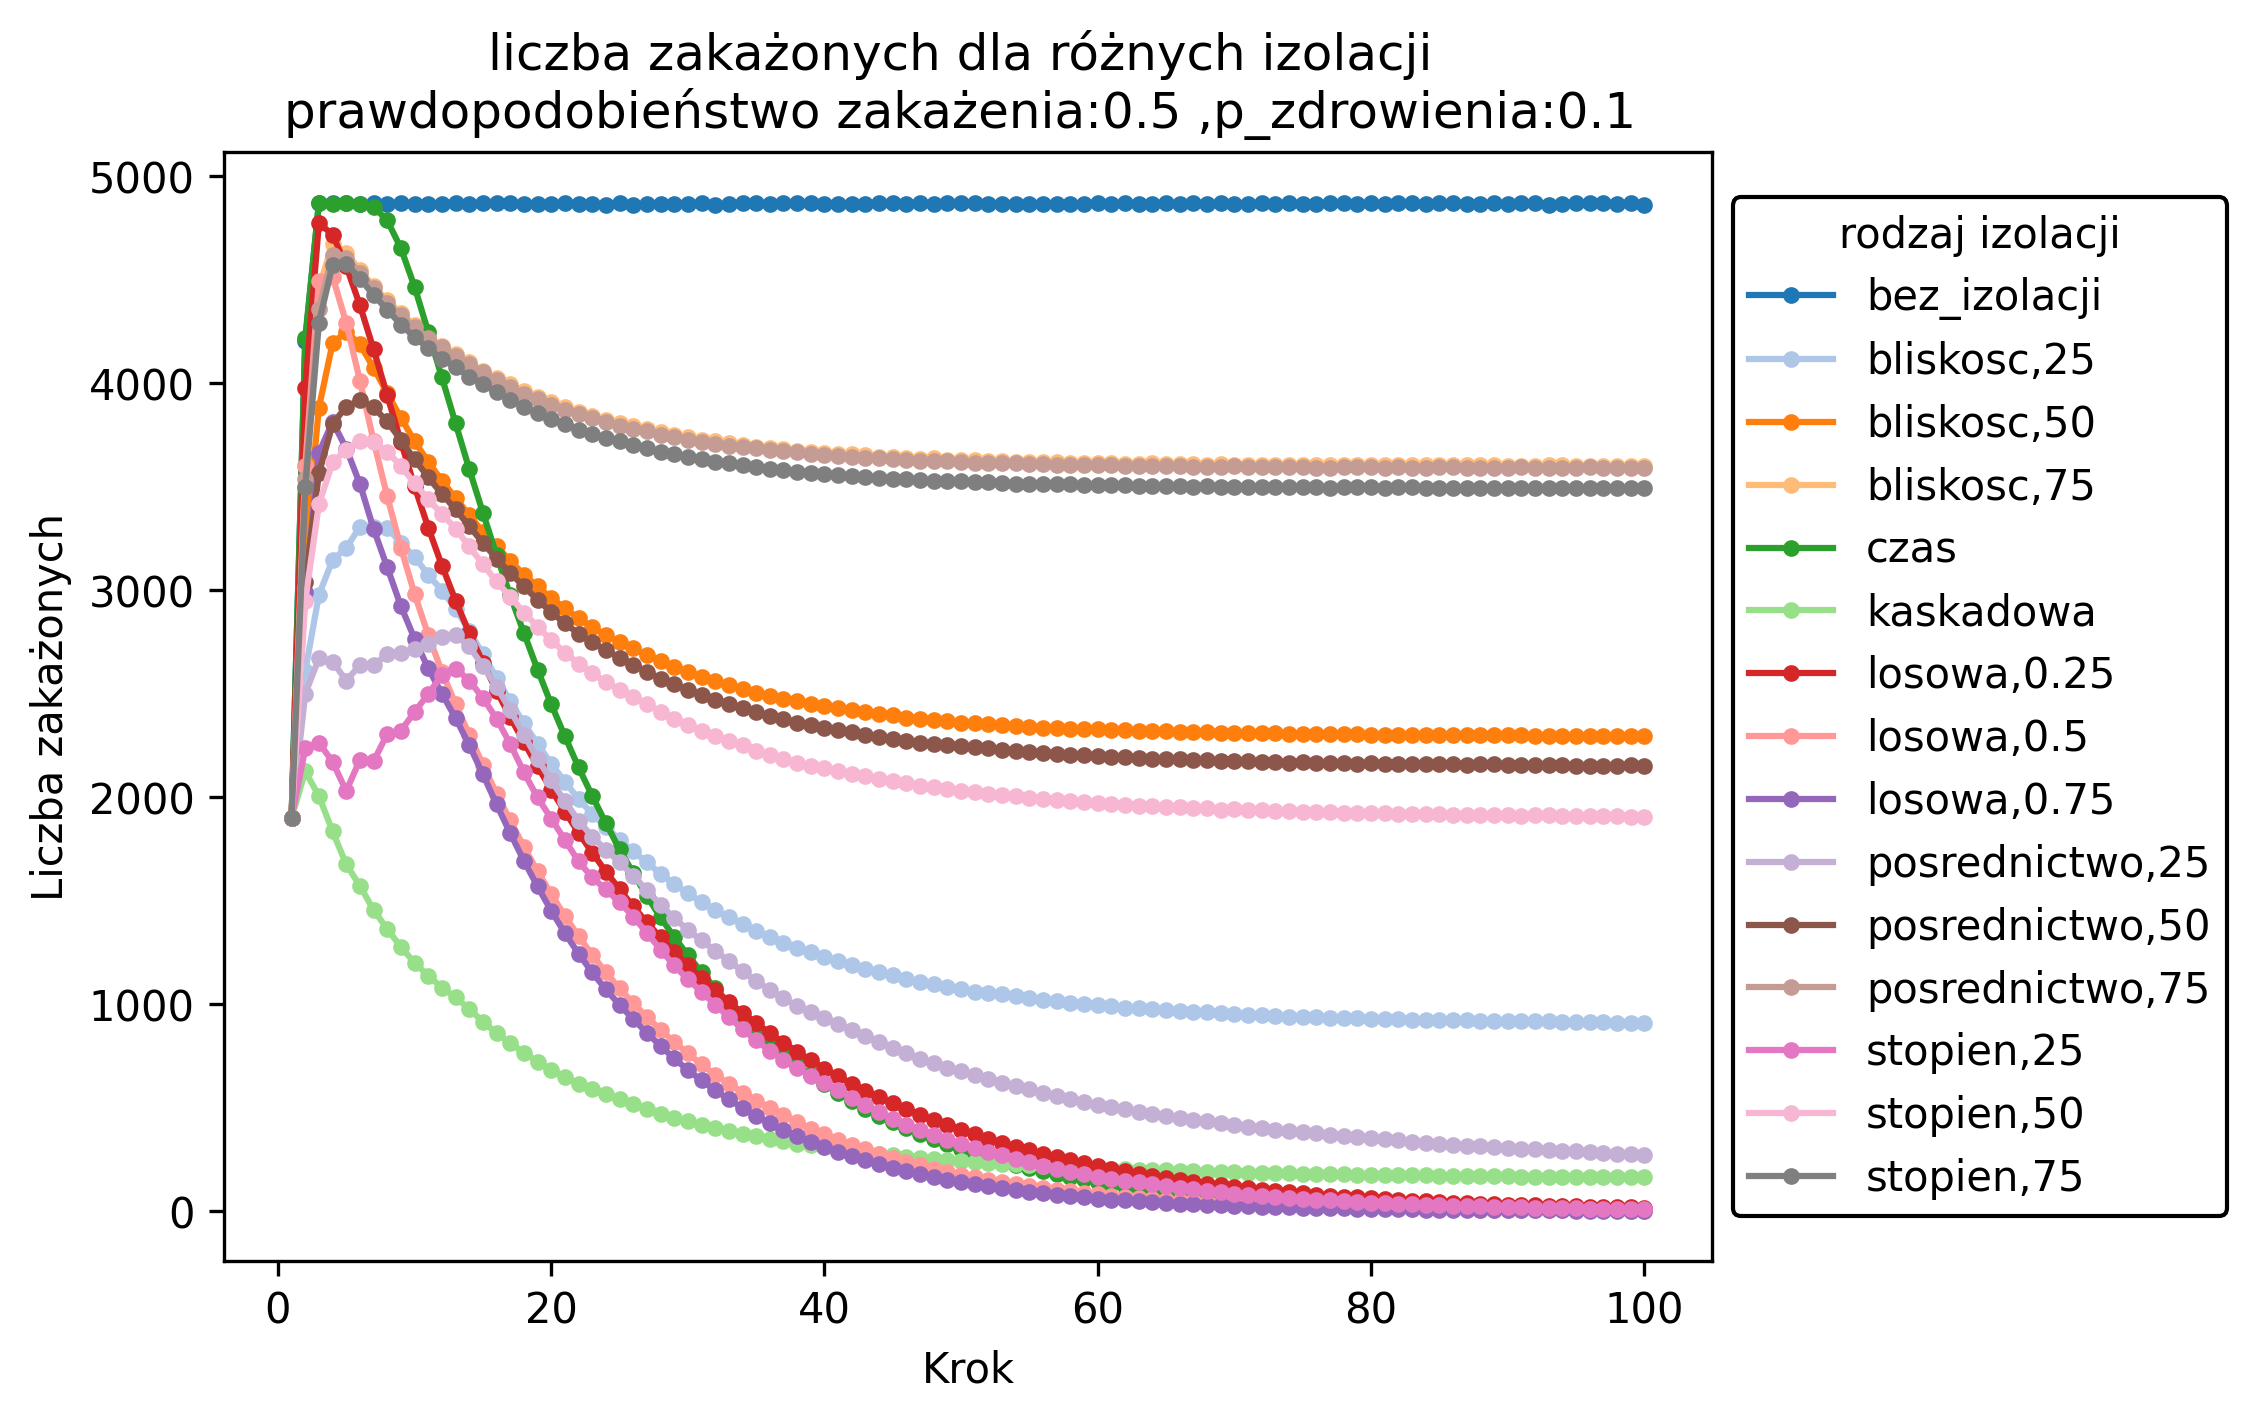 liczba zakażonych dla różnych izolacji
prawdopodobieństwo zakażenia:0.5 ,p_zdrowienia:0.1
Liczba zakażonych
5000
4000
3000
2000
1000
0
0
20
40
60
80
100
Krok
rodzaj izolacji
bez_izolacji
bliskosc,25
bliskosc,50
bliskosc,75
czas
kaskadowa
losowa,0.25
losowa,0.5
losowa,0.75
posrednictwo,25
posrednictwo,50
posrednictwo,75
stopien,25
stopien,50
stopien,75